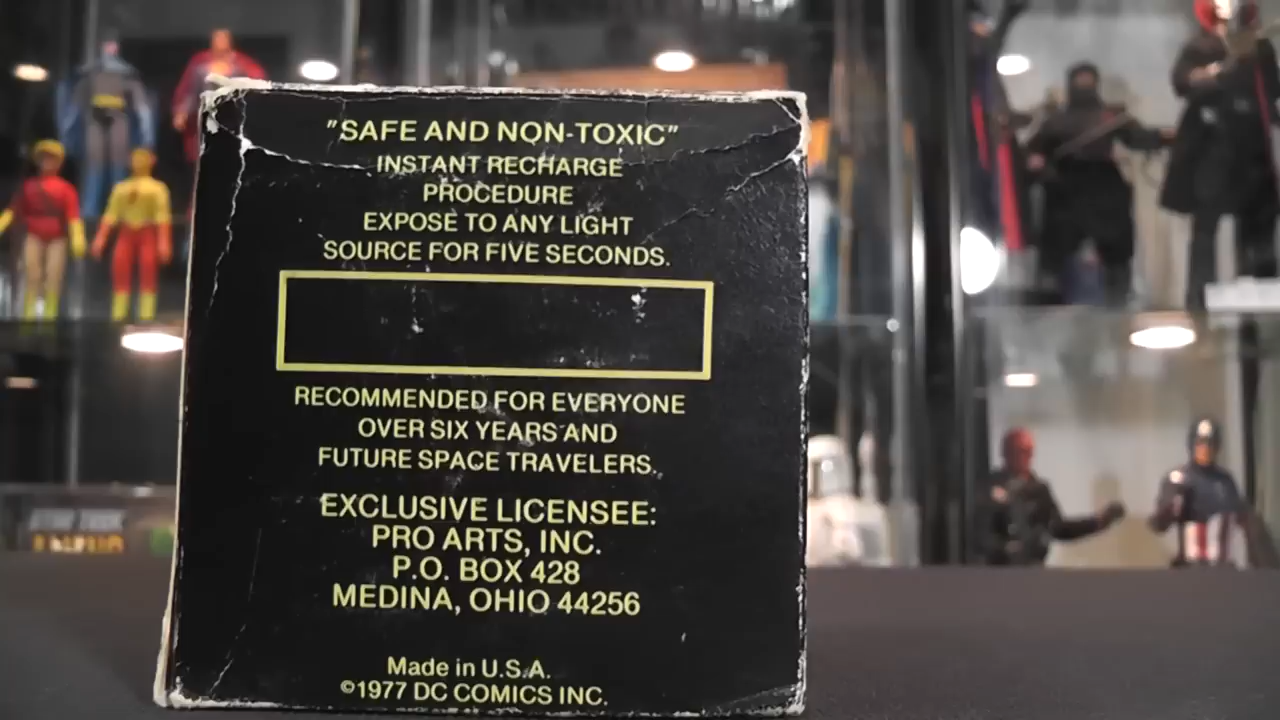 "SAFE AND NON-TOXIC"
INSTANT RECHARGE
PROCEDURE
EXPOSE TO ANY LIGHT
SOURCE FOR FIVE SECONDS.
RECOMMENDED FOR EVERYONE
OVER SIX YEARS AND
FUTURE SPACE TRAVELERS.
EXCLUSIVE LICENSEE:
PRO ARTS, INC.
P.O. BOX 428
MEDINA, OHIO 44256
Made in U.S.A.
©1977 DC COMICS INC.